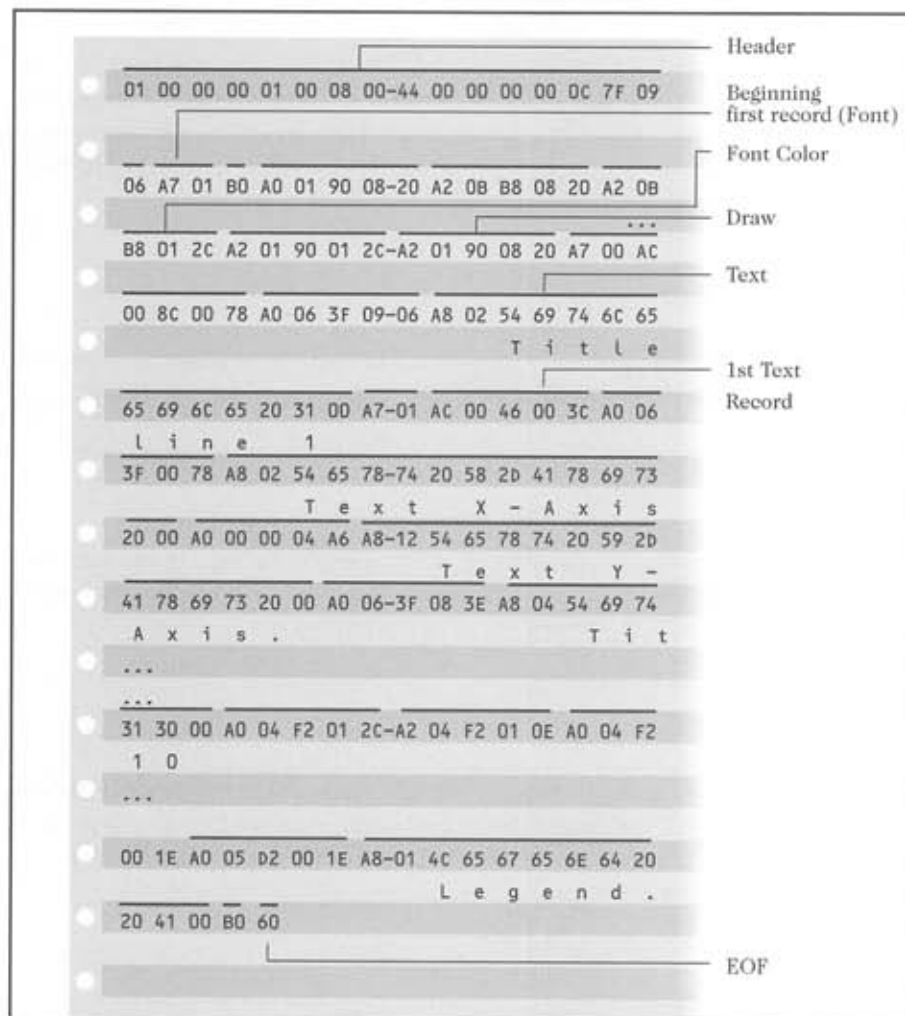 Header
01 00 00 00 01 00 08 00-44 00 00 00 00 0C 7F 09
Beginning
first record (Font)
06 A7 01 B0 A0 01 90 08-20 A2 0B B8 08 20 A2 0B
Font Color
...
B8 01 2C A2 01 90 01 2C-A2 01 90 08 20 A7 00 AC
Draw
00 8C 00 78 A0 06 3F 09-06 A8 02 54 69 74 6C 65
Text
T i t l e
65 69 6C 65 20 31 00 A7-01 AC 00 46 00 3C A0 06
1st Text
Record
l i n e 1
3F 00 78 A8 02 54 65 78-74 20 58 2D 41 78 69 73
T e x t X - A x i s
20 00 A0 00 00 04 A6 A8-12 54 65 78 74 20 59 2D
T e x t Y -
41 78 69 73 20 00 A0 06-3F 08 3E A8 04 54 69 74
A x i s . T i t
...
...
31 30 00 A0 04 F2 01 2C-A2 04 F2 01 0E A0 04 F2
1 0
...
00 1E A0 05 D2 00 1E A8-01 4C 65 67 65 6E 64 20
L e g e n d .
20 41 00 B0 60
EOF